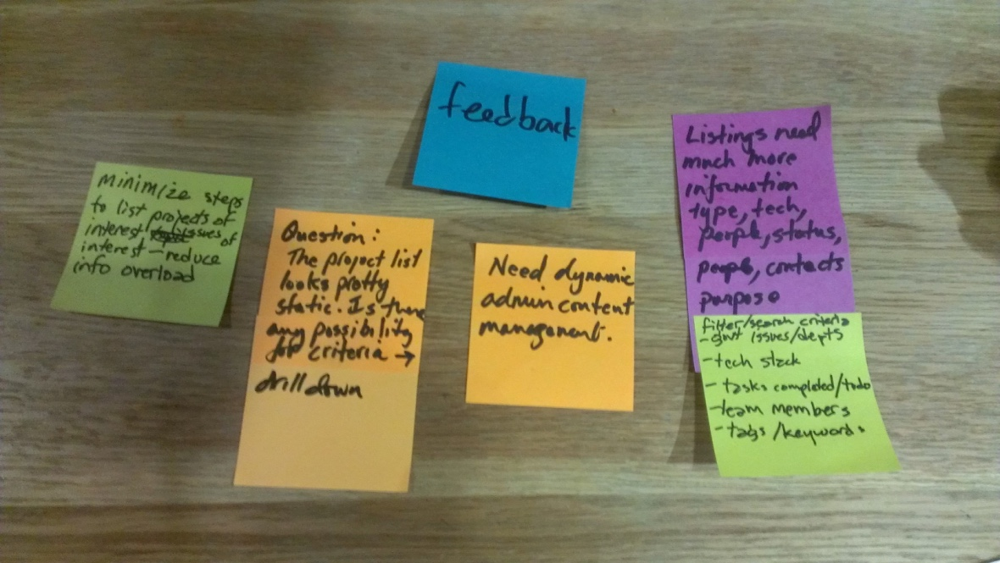 feedback
minimize steps
to list projects of
interest / issues of
interest - reduce
info overload
Question:
The project list
looks pretty
static. Is there
any possibility
for criteria →
drill down
Need dynamic
admin content
management.
Listings need
much more
information
type, tech,
people, status,
people, contacts
purpose
filter/search criteria
- gov't issues/depts
- tech stack
- tasks completed/todo
- team members
- tags/keywords